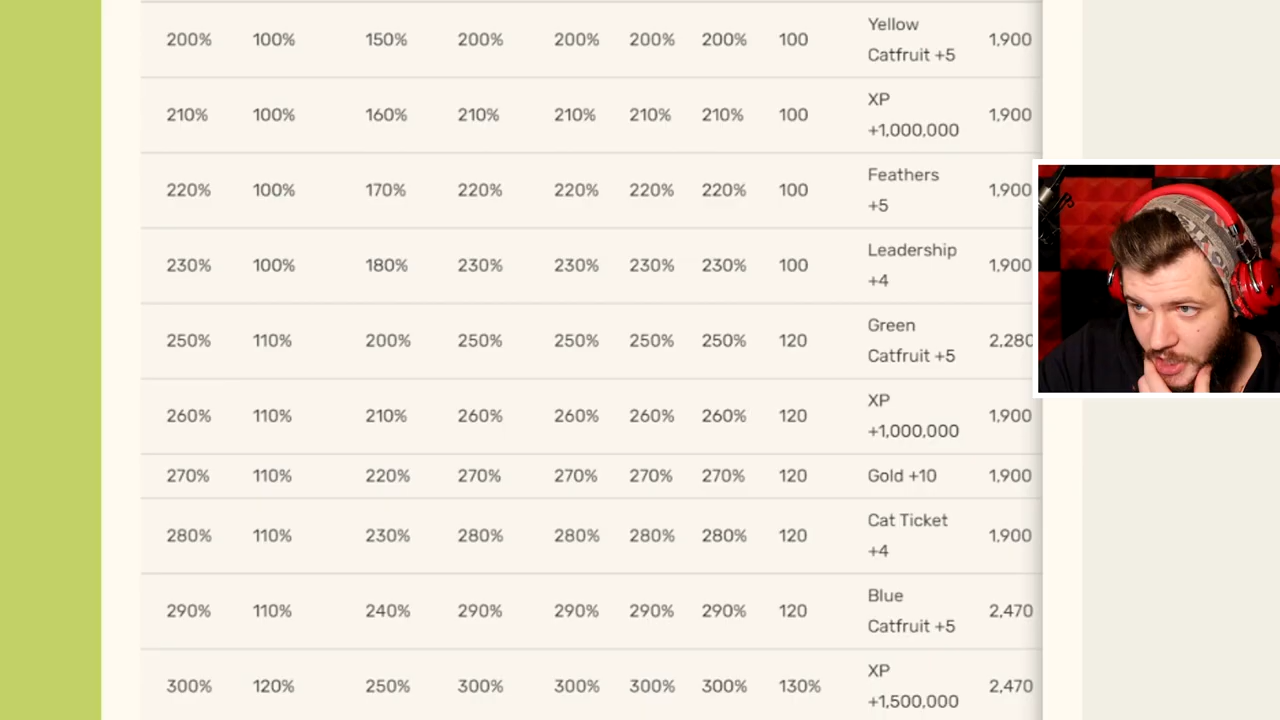 200% 100% 150% 200% 200% 200% 200% 100 Yellow Catfruit +5 1,900
210% 100% 160% 210% 210% 210% 210% 100 XP +1,000,000 1,900
220% 100% 170% 220% 220% 220% 220% 100 Feathers +5 1,900
230% 100% 180% 230% 230% 230% 230% 100 Leadership +4 1,900
250% 110% 200% 250% 250% 250% 250% 120 Green Catfruit +5 2,280
260% 110% 210% 260% 260% 260% 260% 120 XP +1,000,000 1,900
270% 110% 220% 270% 270% 270% 270% 120 Gold +10 1,900
280% 110% 230% 280% 280% 280% 280% 120 Cat Ticket +4 1,900
290% 110% 240% 290% 290% 290% 290% 120 Blue Catfruit +5 2,470
300% 120% 250% 300% 300% 300% 300% 130% XP +1,500,000 2,470